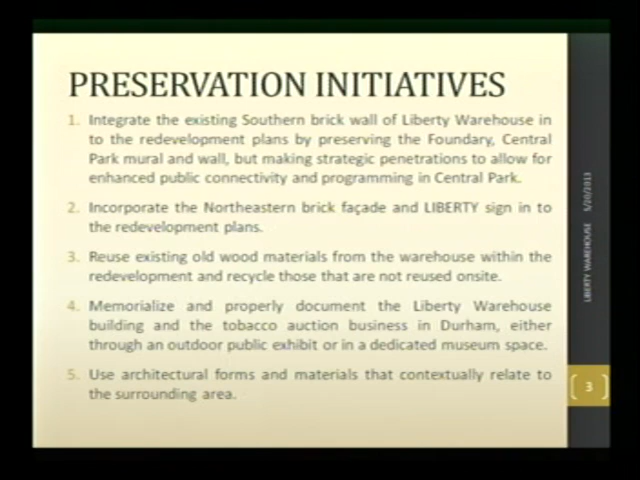 PRESERVATION INITIATIVES
1. Integrate the existing Southern brick wall of Liberty Warehouse in
to the redevelopment plans by preserving the Foundary, Central
Park mural and wall, but making strategic penetrations to allow for
enhanced public connectivity and programming in Central Park.
2. Incorporate the Northeastern brick façade and LIBERTY sign in to
the redevelopment plans.
3. Reuse existing old wood materials from the warehouse within the
redevelopment and recycle those that are not reused onsite.
4. Memorialize and properly document the Liberty Warehouse
building and the tobacco auction business in Durham, either
through an outdoor public exhibit or in a dedicated museum space.
5. Use architectural forms and materials that contextually relate to
the surrounding area.
LIBERTY WAREHOUSE 5/20/2013
3